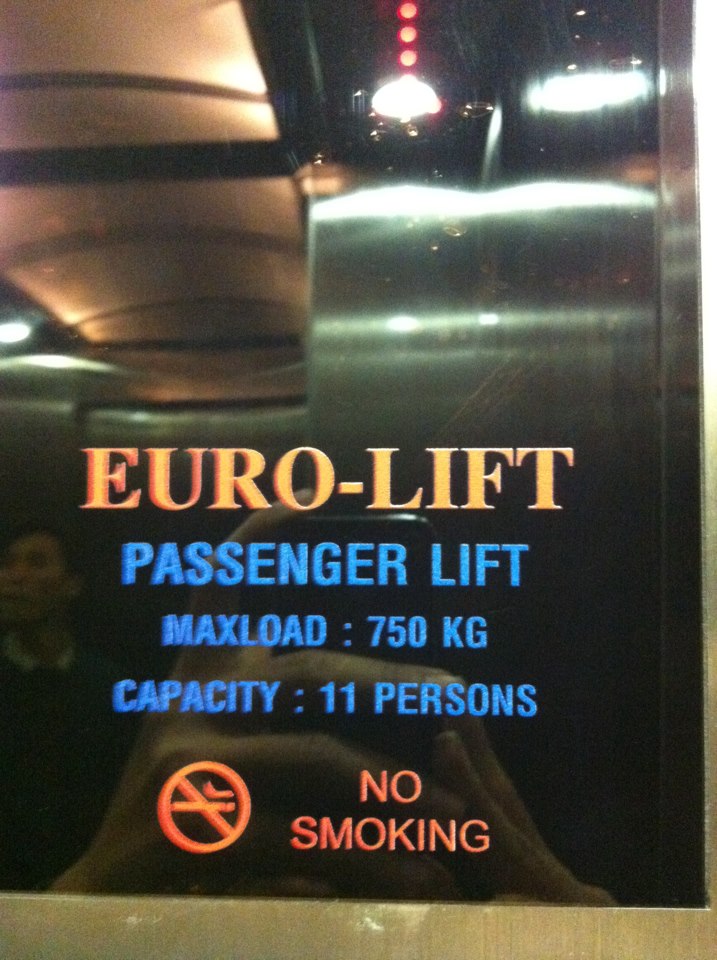 EURO-LIFT
PASSENGER LIFT
MAXLOAD : 750 KG
CAPACITY : 11 PERSONS
NO
SMOKING